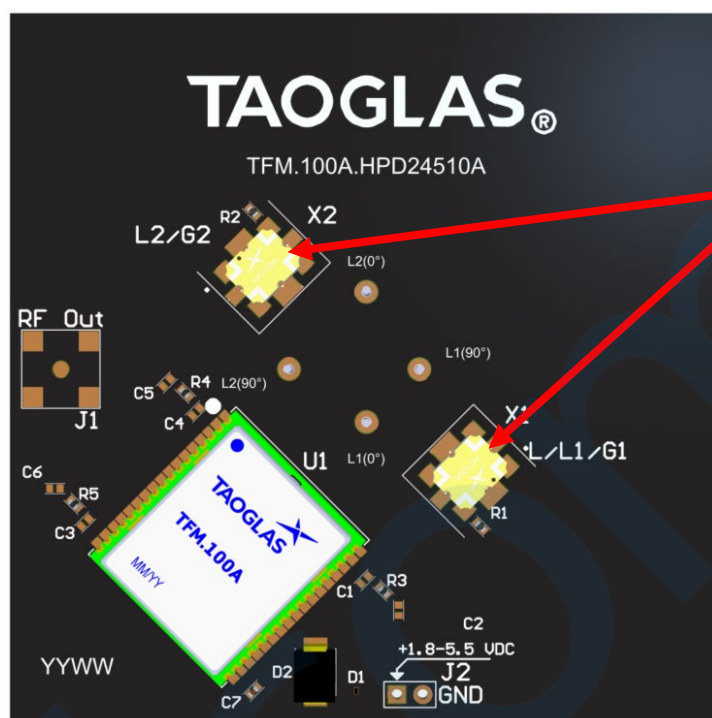 TAOGLAS®
TFM.100A.HPD24510A
R2
X2
L2/G2
L2(0°)
RF Out
J1
L1(90°)
L2(90°)
C5
R4
C4
X1
L/L1/G1
U1
L1(0°)
C6
R5
C3
TAOGLAS
TFM.100A
MM/YY
R1
C1
R3
C2
+1.8-5.5 VDC
J2
GND
YYWW
D2
D1
C7